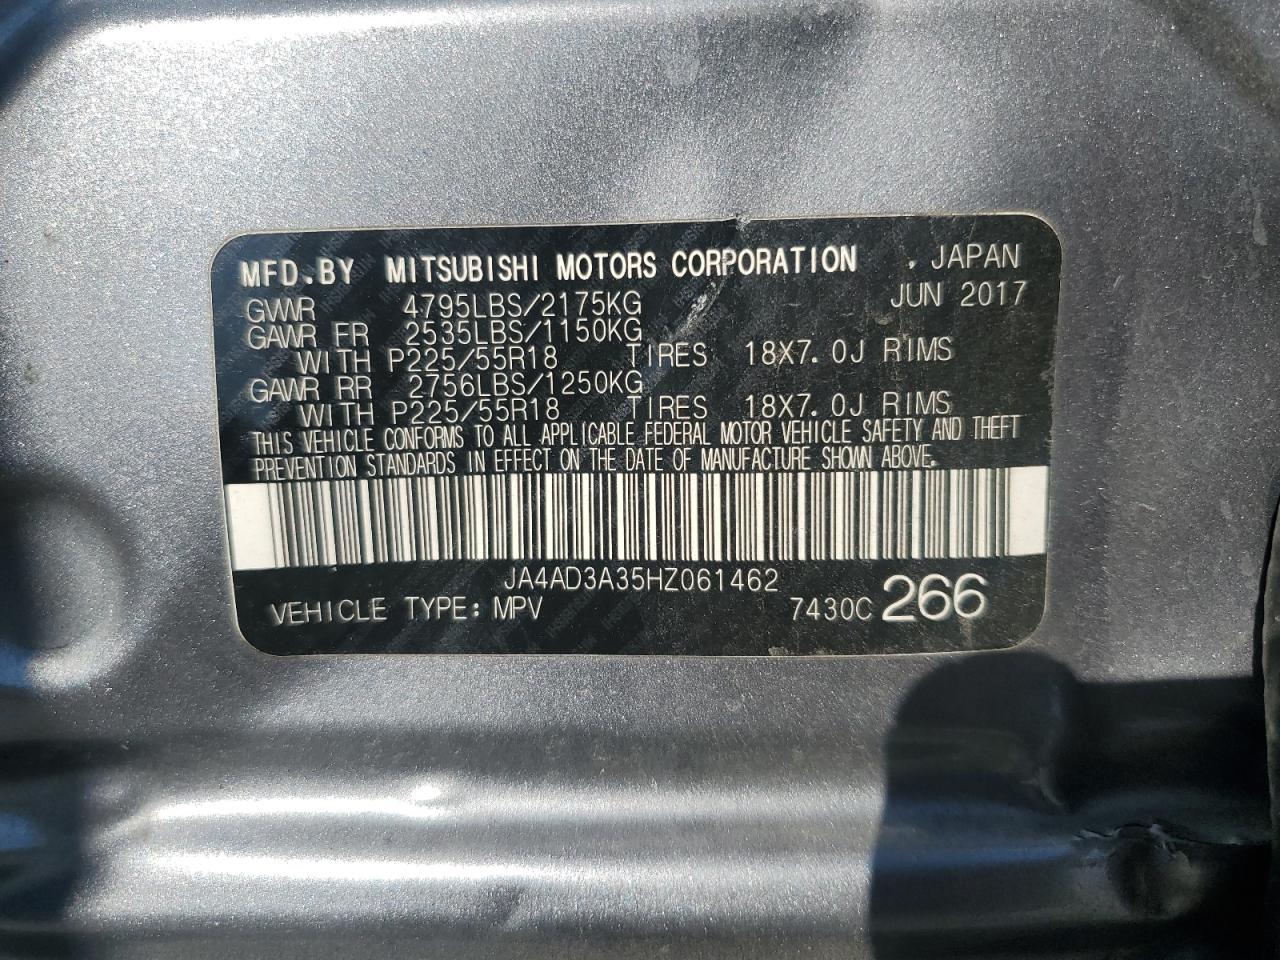 MFD.BY MITSUBISHI MOTORS CORPORATION , JAPAN
GVWR 4795LBS/2175KG JUN 2017
GAWR FR 2535LBS/1150KG
WITH P225/55R18 TIRES 18X7.0J RIMS
GAWR RR 2756LBS/1250KG
WITH P225/55R18 TIRES 18X7.0J RIMS
THIS VEHICLE CONFORMS TO ALL APPLICABLE FEDERAL MOTOR VEHICLE SAFETY AND THEFT
PREVENTION STANDARDS IN EFFECT ON THE DATE OF MANUFACTURE SHOWN ABOVE.
JA4AD3A35HZ061462
VEHICLE TYPE: MPV 7430C 266